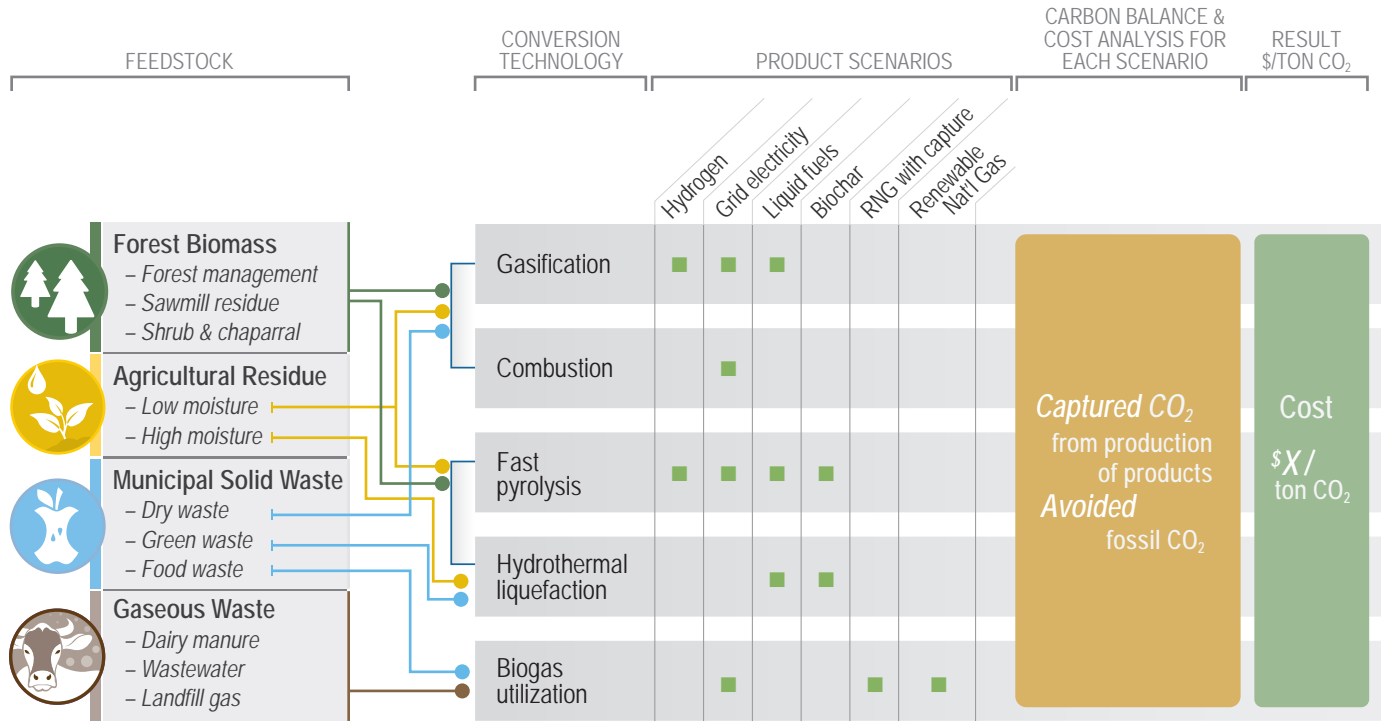 FEEDSTOCK
CONVERSION
TECHNOLOGY
PRODUCT SCENARIOS
CARBON BALANCE &
COST ANALYSIS FOR
EACH SCENARIO
RESULT
$/TON CO₂
Hydrogen
Grid electricity
Liquid fuels
Biochar
RNG with capture
Renewable
Nat'l Gas
Forest Biomass
– Forest management
– Sawmill residue
– Shrub & chaparral
Agricultural Residue
– Low moisture
– High moisture
Municipal Solid Waste
– Dry waste
– Green waste
– Food waste
Gaseous Waste
– Dairy manure
– Wastewater
– Landfill gas
Gasification
Combustion
Fast
pyrolysis
Hydrothermal
liquefaction
Biogas
utilization
Captured CO₂
from production
of products
Avoided
fossil CO₂
Cost
$X/
ton CO₂